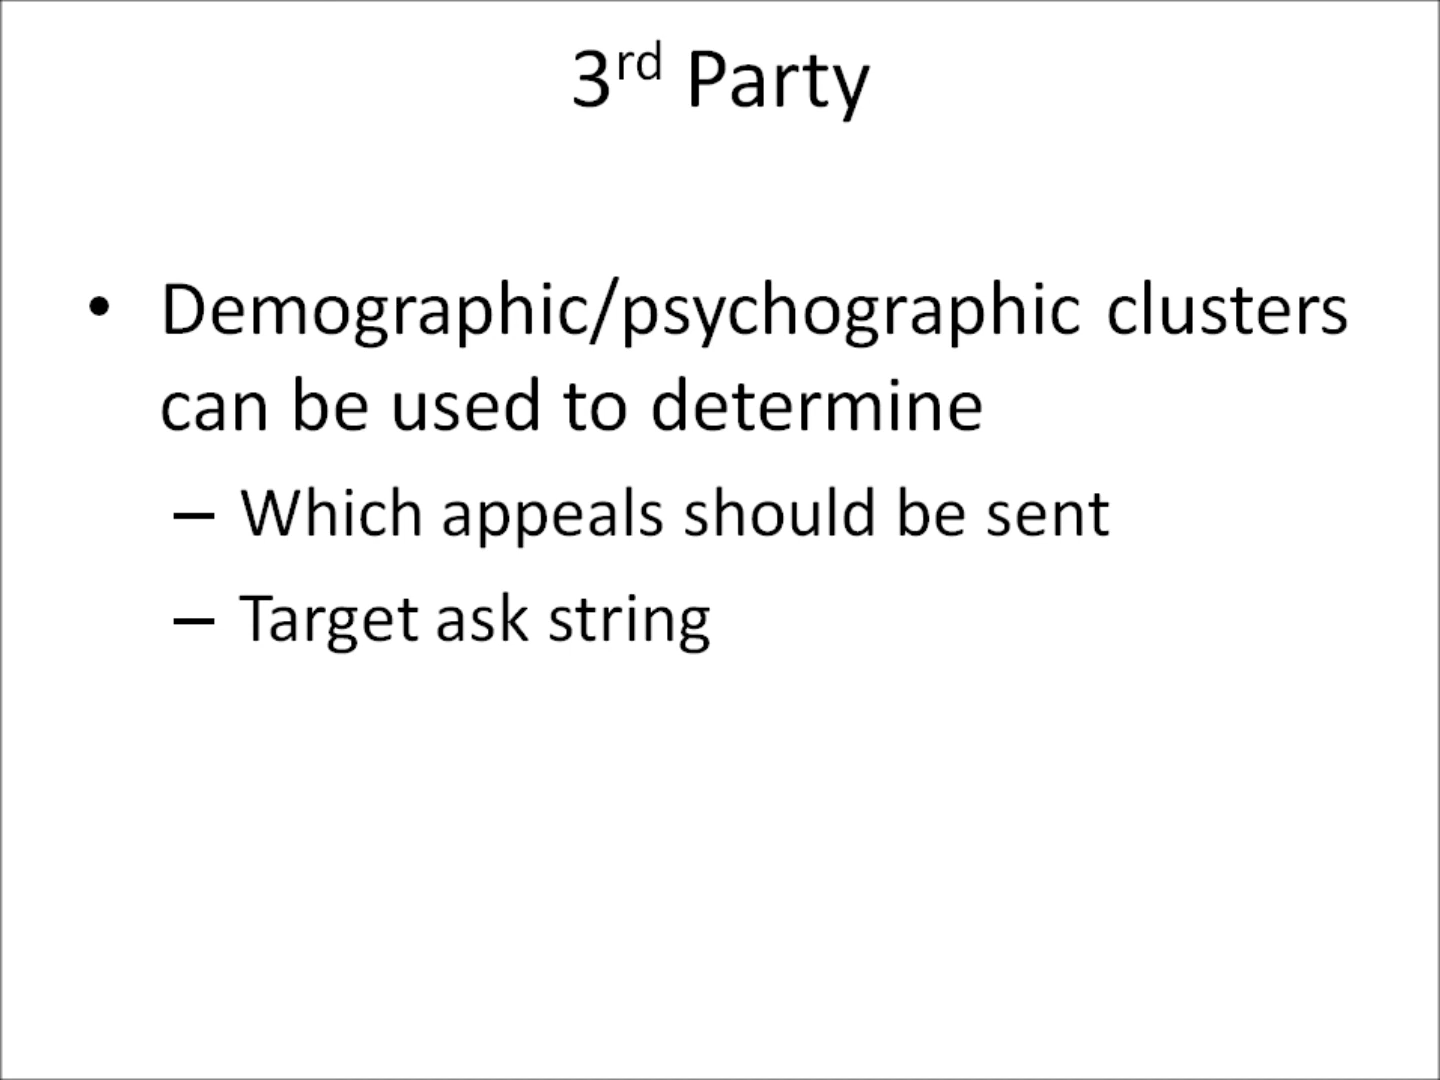 3rd Party
• Demographic/psychographic clusters
can be used to determine
– Which appeals should be sent
– Target ask string